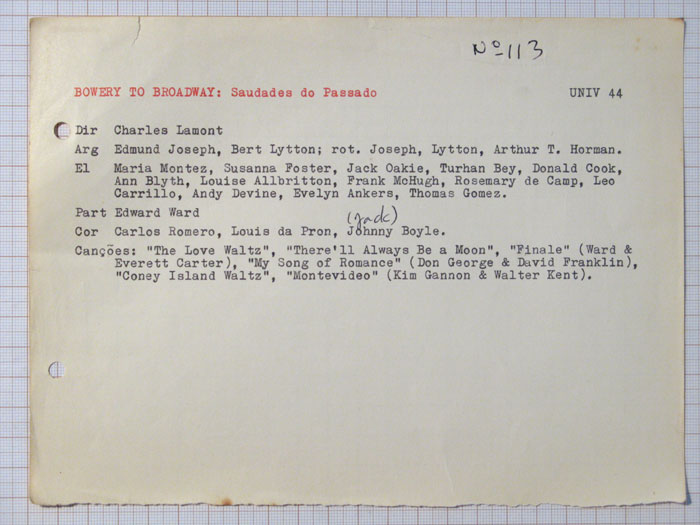 Nº 113
BOWERY TO BROADWAY: Saudades do Passado UNIV 44
Dir Charles Lamont
Arg Edmund Joseph, Bert Lytton; rot. Joseph, Lytton, Arthur T. Horman.
El Maria Montez, Susanna Foster, Jack Oakie, Turhan Bey, Donald Cook,
Ann Blyth, Louise Allbritton, Frank McHugh, Rosemary de Camp, Leo
Carrillo, Andy Devine, Evelyn Ankers, Thomas Gomez.
Part Edward Ward
(Jack)
Cor Carlos Romero, Louis da Pron, Johnny Boyle.
Canções: "The Love Waltz", "There'll Always Be a Moon", "Finale" (Ward &
Everett Carter), "My Song of Romance" (Don George & David Franklin),
"Coney Island Waltz", "Montevideo" (Kim Gannon & Walter Kent).